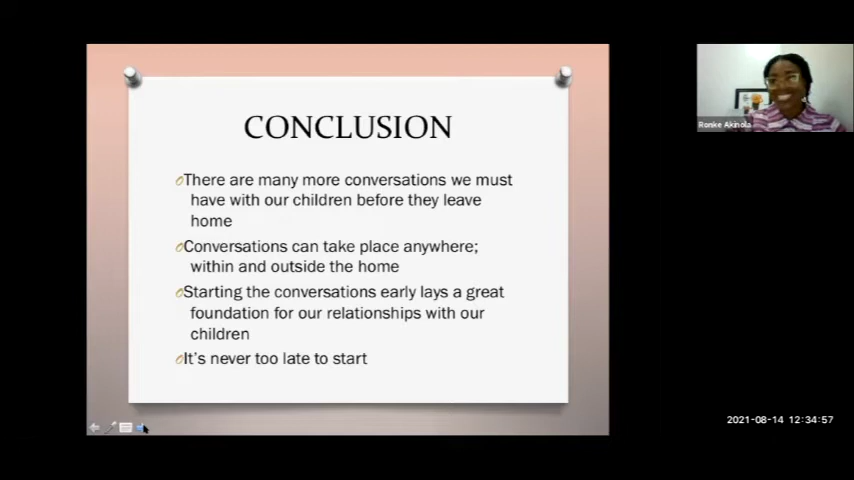 CONCLUSION
There are many more conversations we must
have with our children before they leave
home
Conversations can take place anywhere;
within and outside the home
Starting the conversations early lays a great
foundation for our relationships with our
children
It's never too late to start
Ronke Akinola
2021-08-14 12:34:57